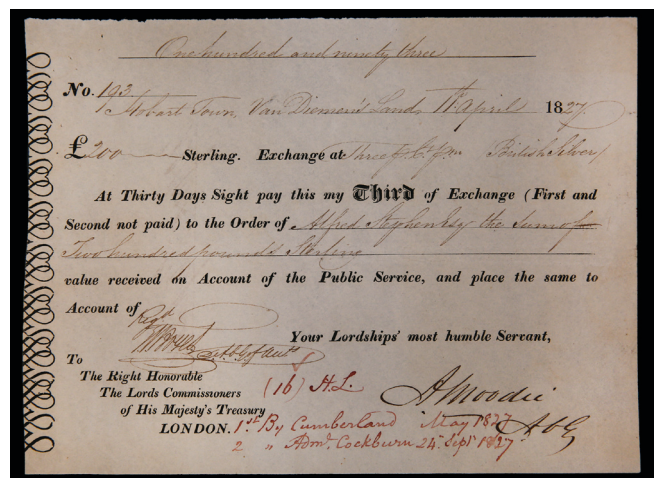 One hundred and ninety three
No. 193
Hobart Town, Van Diemen's Land, 11th April 1827.
£200 Sterling. Exchange at Three British Silver
At Thirty Days Sight pay this my Third of Exchange (First and
Second not paid) to the Order of Alfred Stephen Esq the Sum of
Two hundred pounds Sterling
value received on Account of the Public Service, and place the same to
Account of
Regd
Your Lordships' most humble Servant,
To
The Right Honorable
The Lords Commissioners
of His Majesty's Treasury
LONDON.
(16) H.L.
A Moodie
A C G
1.st By Cumberland May 1827
2 " Adml. Cockburn 24 Sept 1827